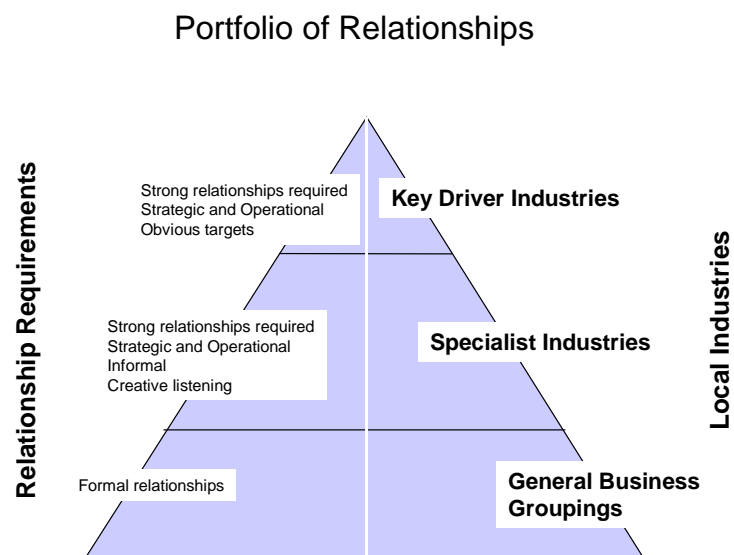 Portfolio of Relationships
Relationship Requirements
Strong relationships required
Strategic and Operational
Obvious targets
Key Driver Industries
Strong relationships required
Strategic and Operational
Informal
Creative listening
Specialist Industries
Formal relationships
General Business
Groupings
Local Industries